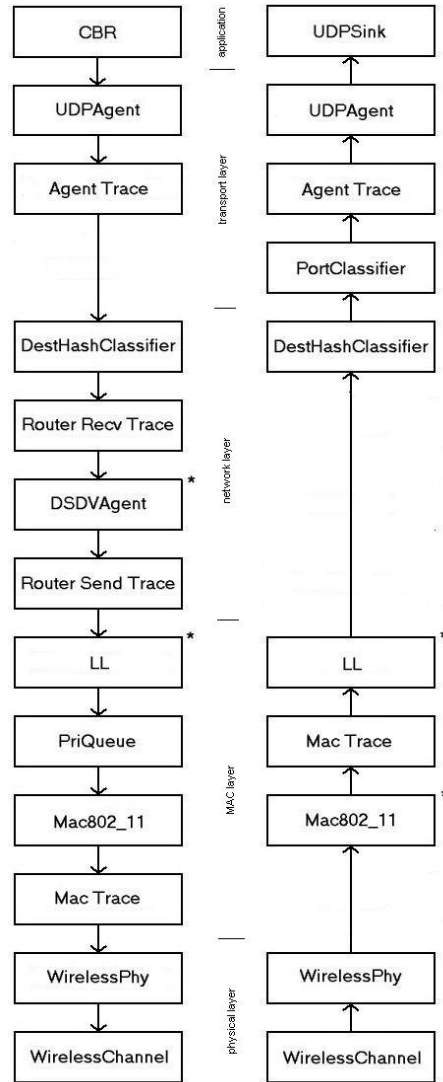 CBR
UDPAgent
Agent Trace
DestHashClassifier
Router Recv Trace
DSDVAgent
*
Router Send Trace
LL
*
PriQueue
Mac802_11
Mac Trace
WirelessPhy
WirelessChannel
application
transport layer
network layer
MAC layer
physical layer
UDPSink
UDPAgent
Agent Trace
PortClassifier
DestHashClassifier
LL
*
Mac Trace
Mac802_11
*
WirelessPhy
WirelessChannel